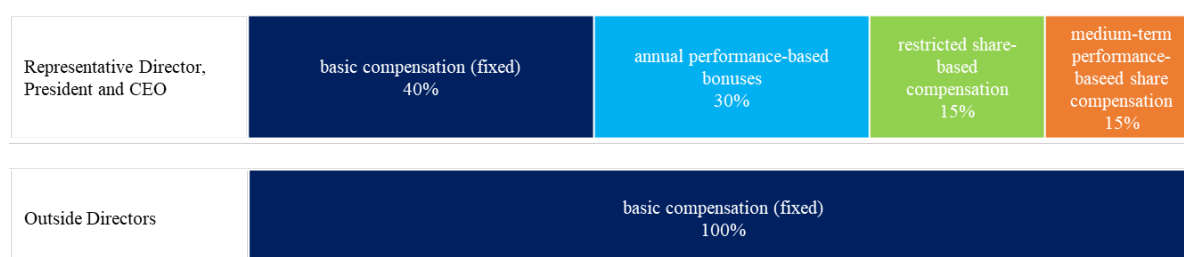 Representative Director,
President and CEO
basic compensation (fixed)
40%
annual performance-based
bonuses
30%
restricted share-
based
compensation
15%
medium-term
performance-
baseed share
compensation
15%
Outside Directors
basic compensation (fixed)
100%